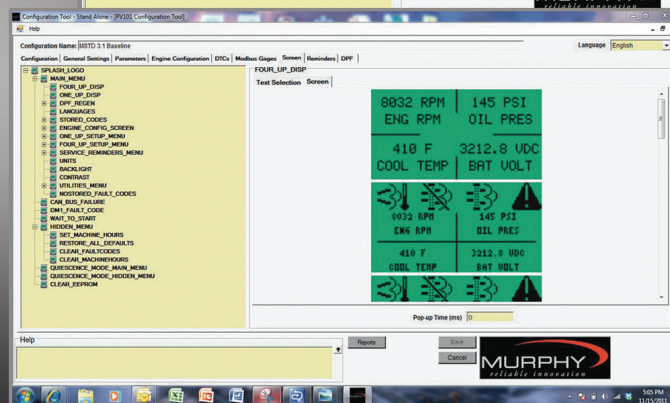 reliable innovation
Configuration Tool - Stand Alone - [PV101 Configuration Tool]
Help
Configuration Name: MSTD 3.1 Baseline
Language English
Configuration General Settings Parameters Engine Configuration DTCs Modbus Gages Screen Reminders DPF
SPLASH_LOGO
MAIN_MENU
FOUR_UP_DISP
ONE_UP_DISP
DPF_REGEN
LANGUAGES
STORED_CODES
ENGINE_CONFIG_SCREEN
ONE_UP_SETUP_MENU
FOUR_UP_SETUP_MENU
SERVICE_REMINDERS_MENU
UNITS
BACKLIGHT
CONTRAST
UTILITIES_MENU
NOSTORED_FAULT_CODES
CAN_BUS_FAILURE
DM1_FAULT_CODE
WAIT_TO_START
HIDDEN_MENU
SET_MACHINE_HOURS
RESTORE_ALL_DEFAULTS
CLEAR_FAULTCODES
CLEAR_MACHINEHOURS
QUIESCENCE_MODE_MAIN_MENU
QUIESCENCE_MODE_HIDDEN_MENU
CLEAR_EEPROM
FOUR_UP_DISP
Text Selection Screen
8032 RPM 145 PSI
ENG RPM OIL PRES
410 F 3212.8 VDC
COOL TEMP BAT VOLT
8032 RPM 145 PSI
ENG RPM OIL PRES
410 F 3212.8 VDC
COOL TEMP BAT VOLT
Pop-up Time (ms) 0
Help
Reports
Save
Cancel
MURPHY
reliable innovation
5:05 PM
11/15/2011